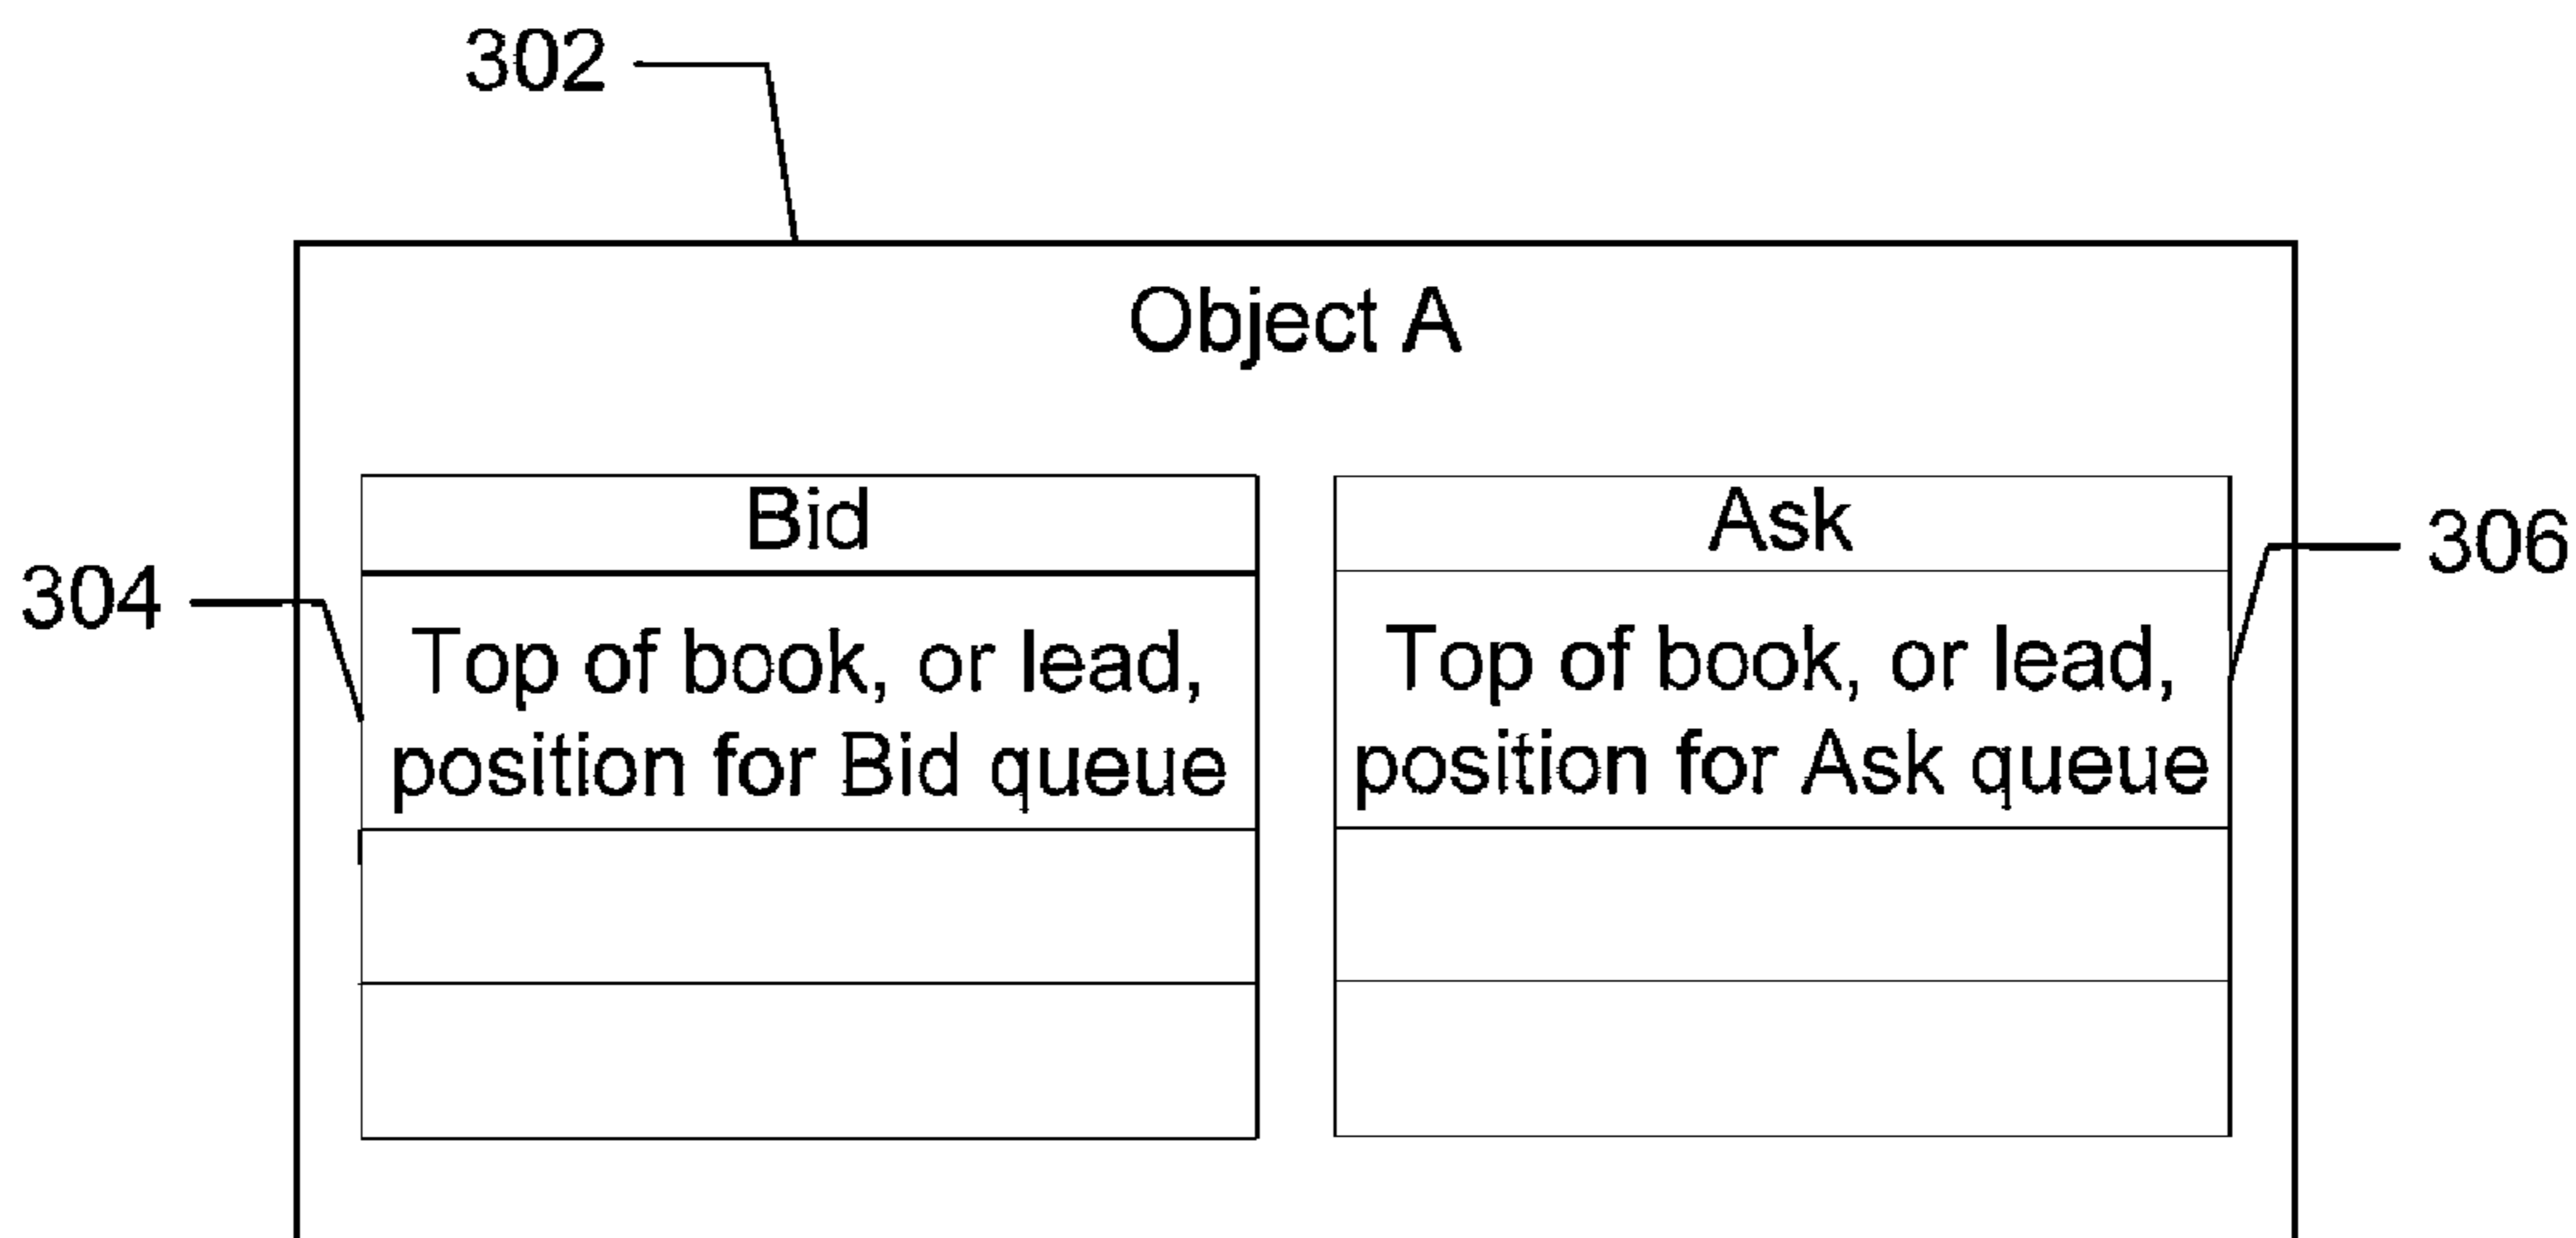 302
Object A
Bid
Ask
304
306
Top of book, or lead,
position for Bid queue
Top of book, or lead,
position for Ask queue